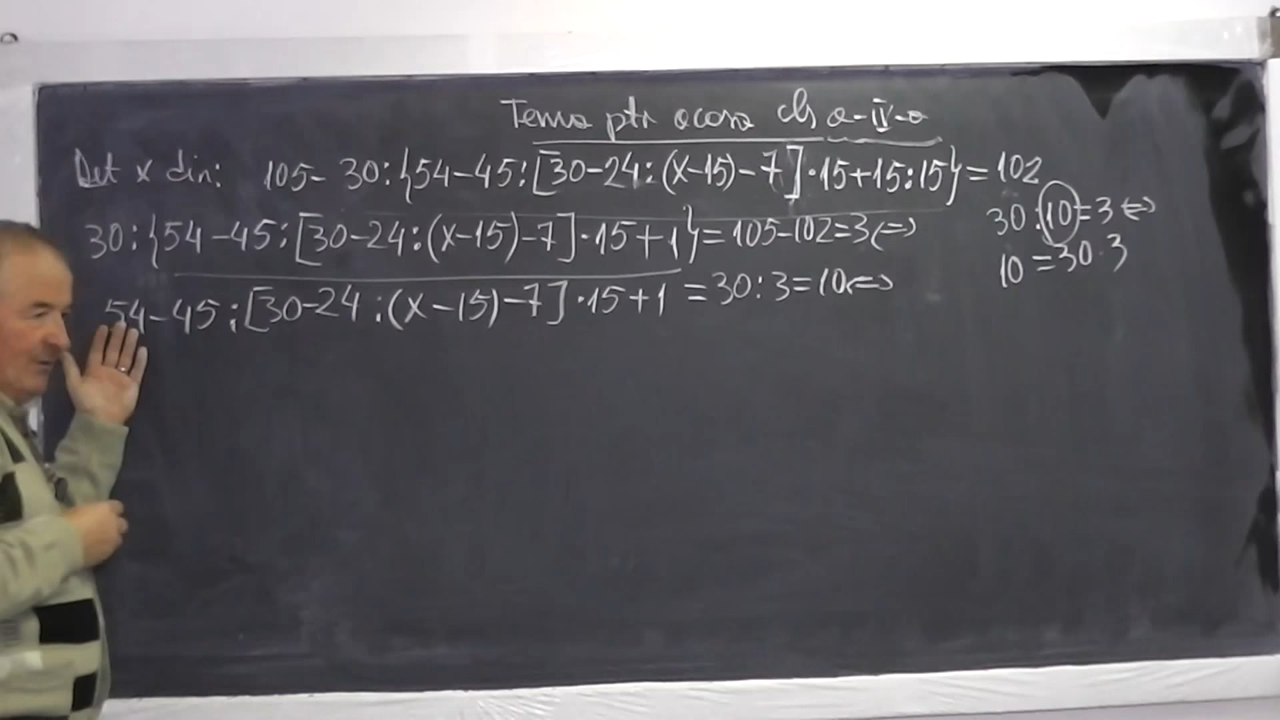 Tema ptr acasa cls a-IV-a
Det x din: 105-30:{54-45:[30-24:(x-15)-7]·15+15:15}=102
30:{54-45:[30-24:(x-15)-7]·15+1}=105-102=3⇔
54-45:[30-24:(x-15)-7]·15+1=30:3=10⇔
30:10=3⇔
10=30·3